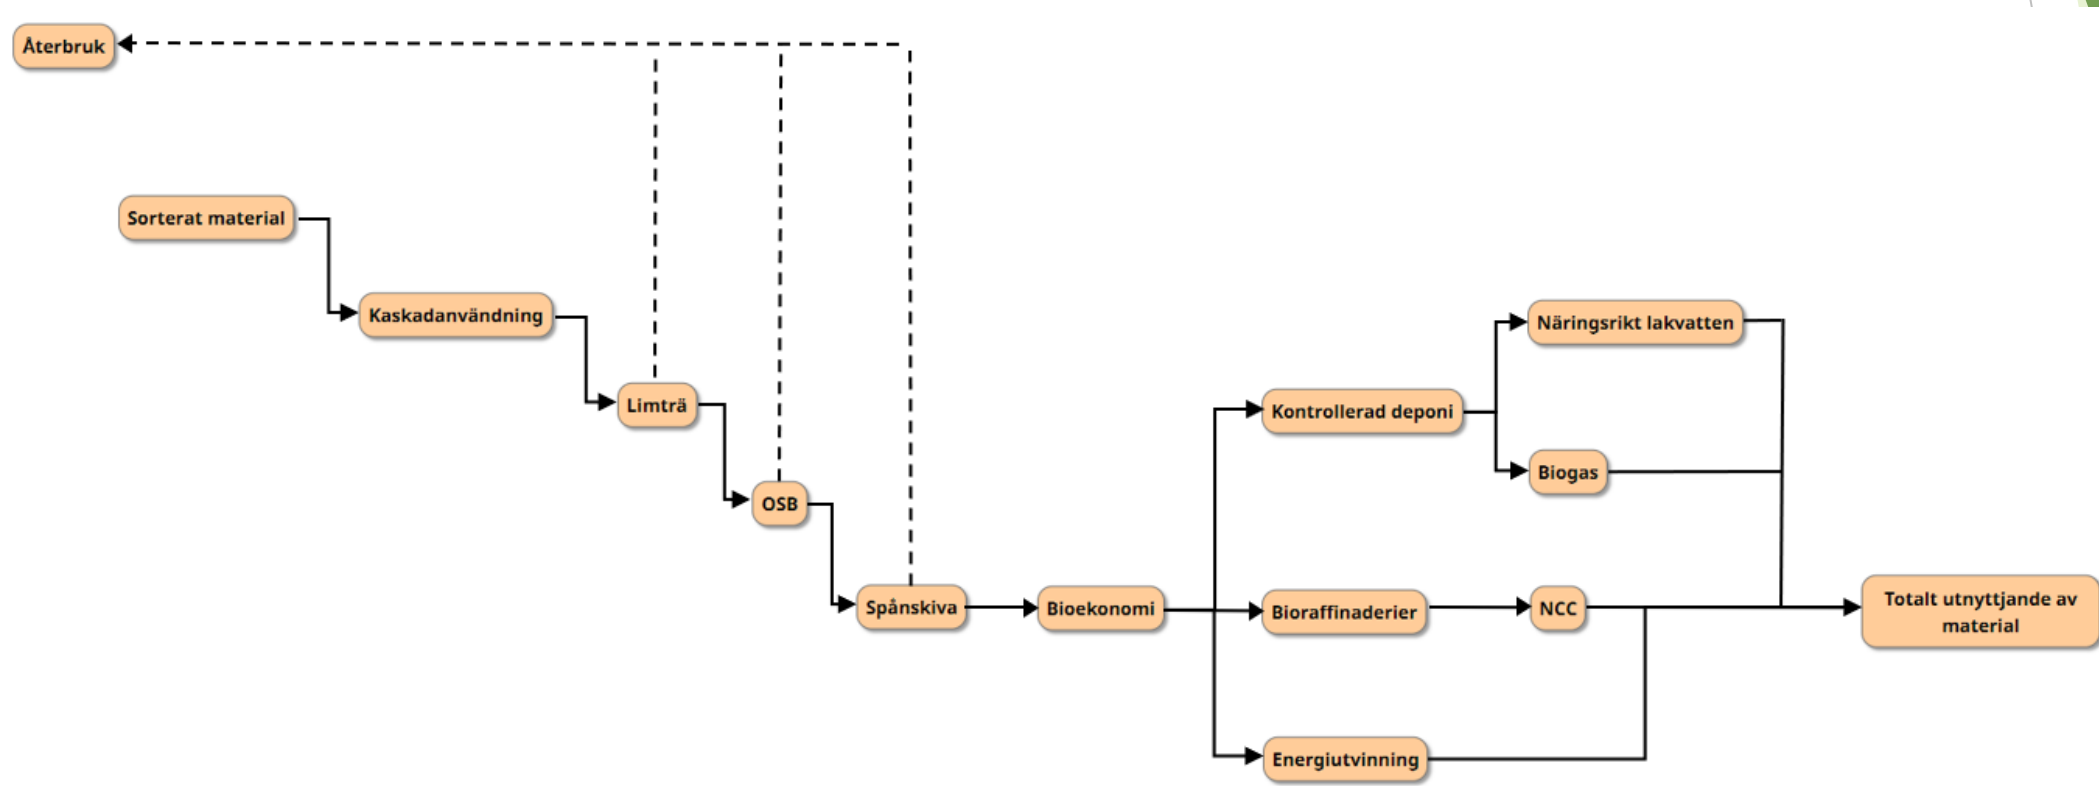 Återbruk
Sorterat material
Kaskadanvändning
Limträ
OSB
Spånskiva
Bioekonomi
Kontrollerad deponi
Näringsrikt lakvatten
Biogas
Bioraffinaderier
NCC
Energiutvinning
Totalt utnyttjande av
material